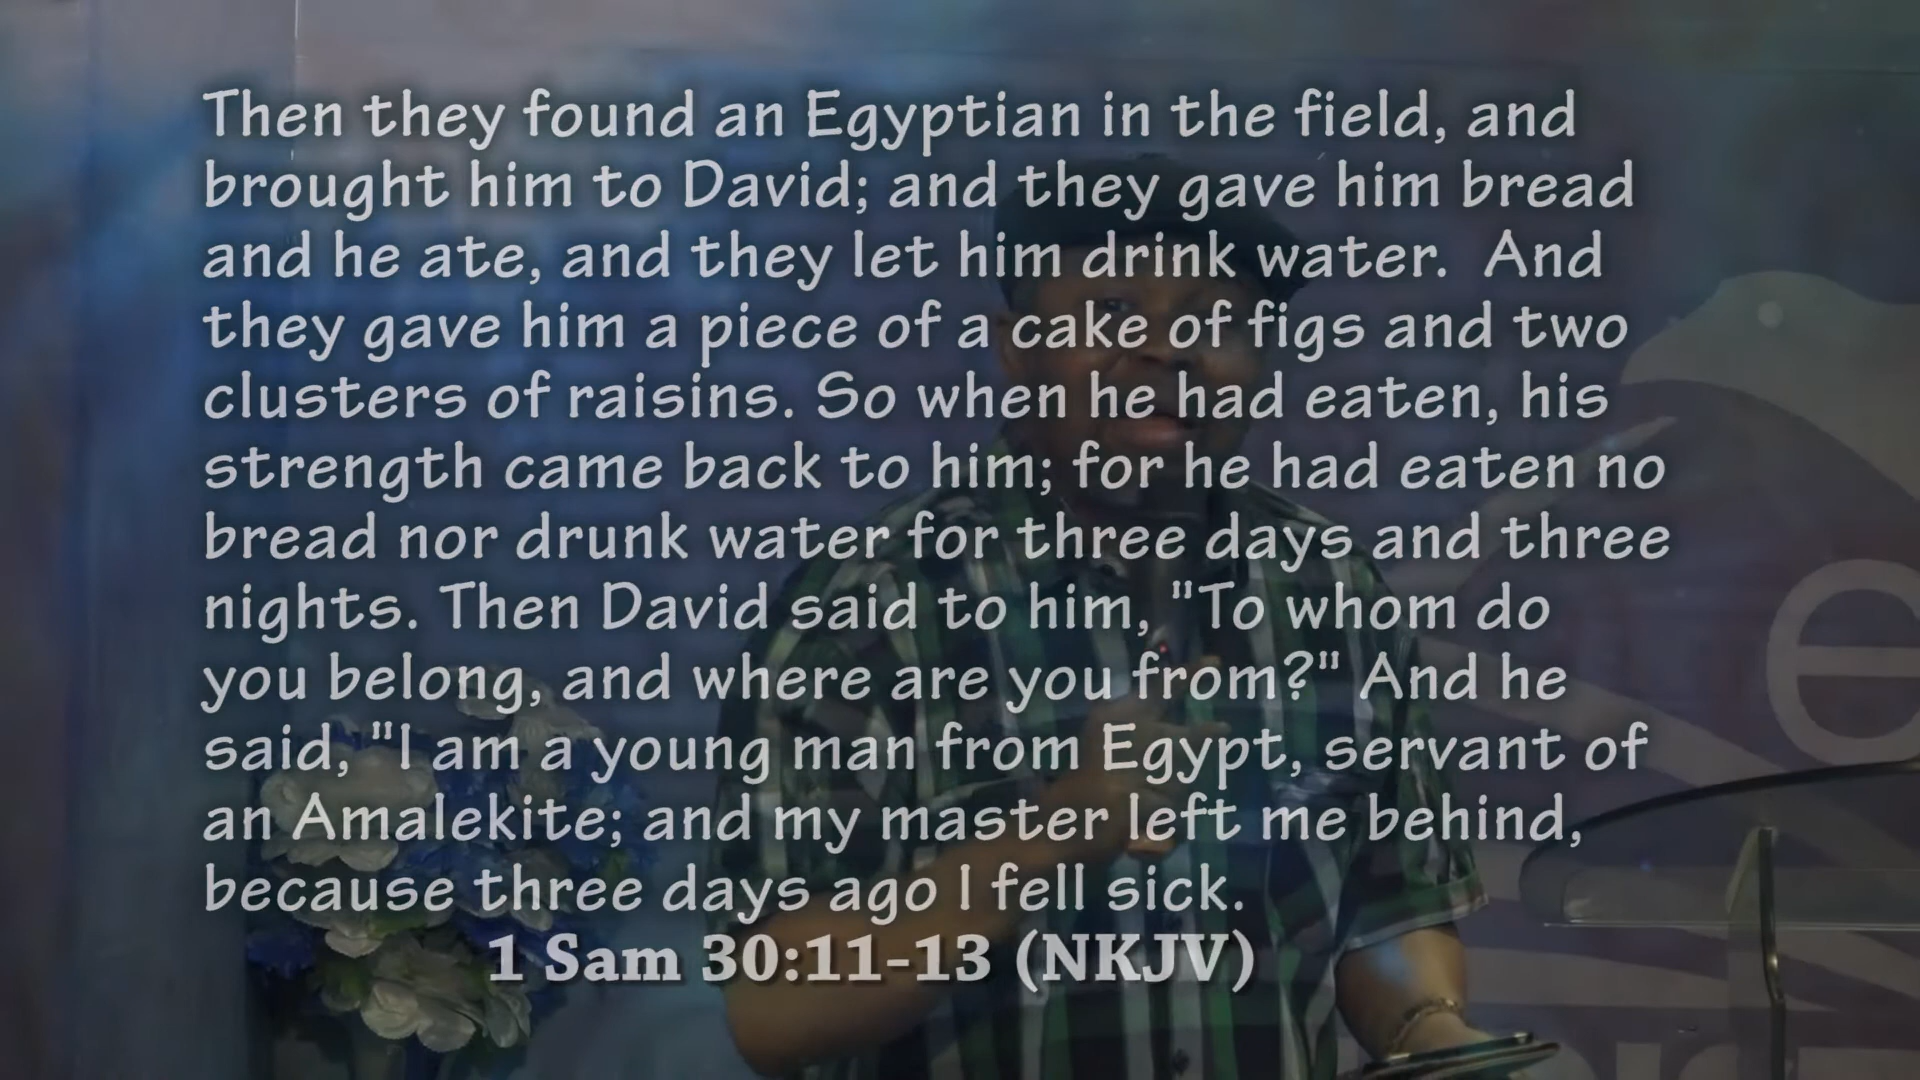 Then they found an Egyptian in the field, and
brought him to David; and they gave him bread
and he ate, and they let him drink water.  And
they gave him a piece of a cake of figs and two
clusters of raisins. So when he had eaten, his
strength came back to him; for he had eaten no
bread nor drunk water for three days and three
nights. Then David said to him, "To whom do
you belong, and where are you from?" And he
said, "I am a young man from Egypt, servant of
an Amalekite; and my master left me behind,
because three days ago I fell sick.
1 Sam 30:11-13 (NKJV)
e